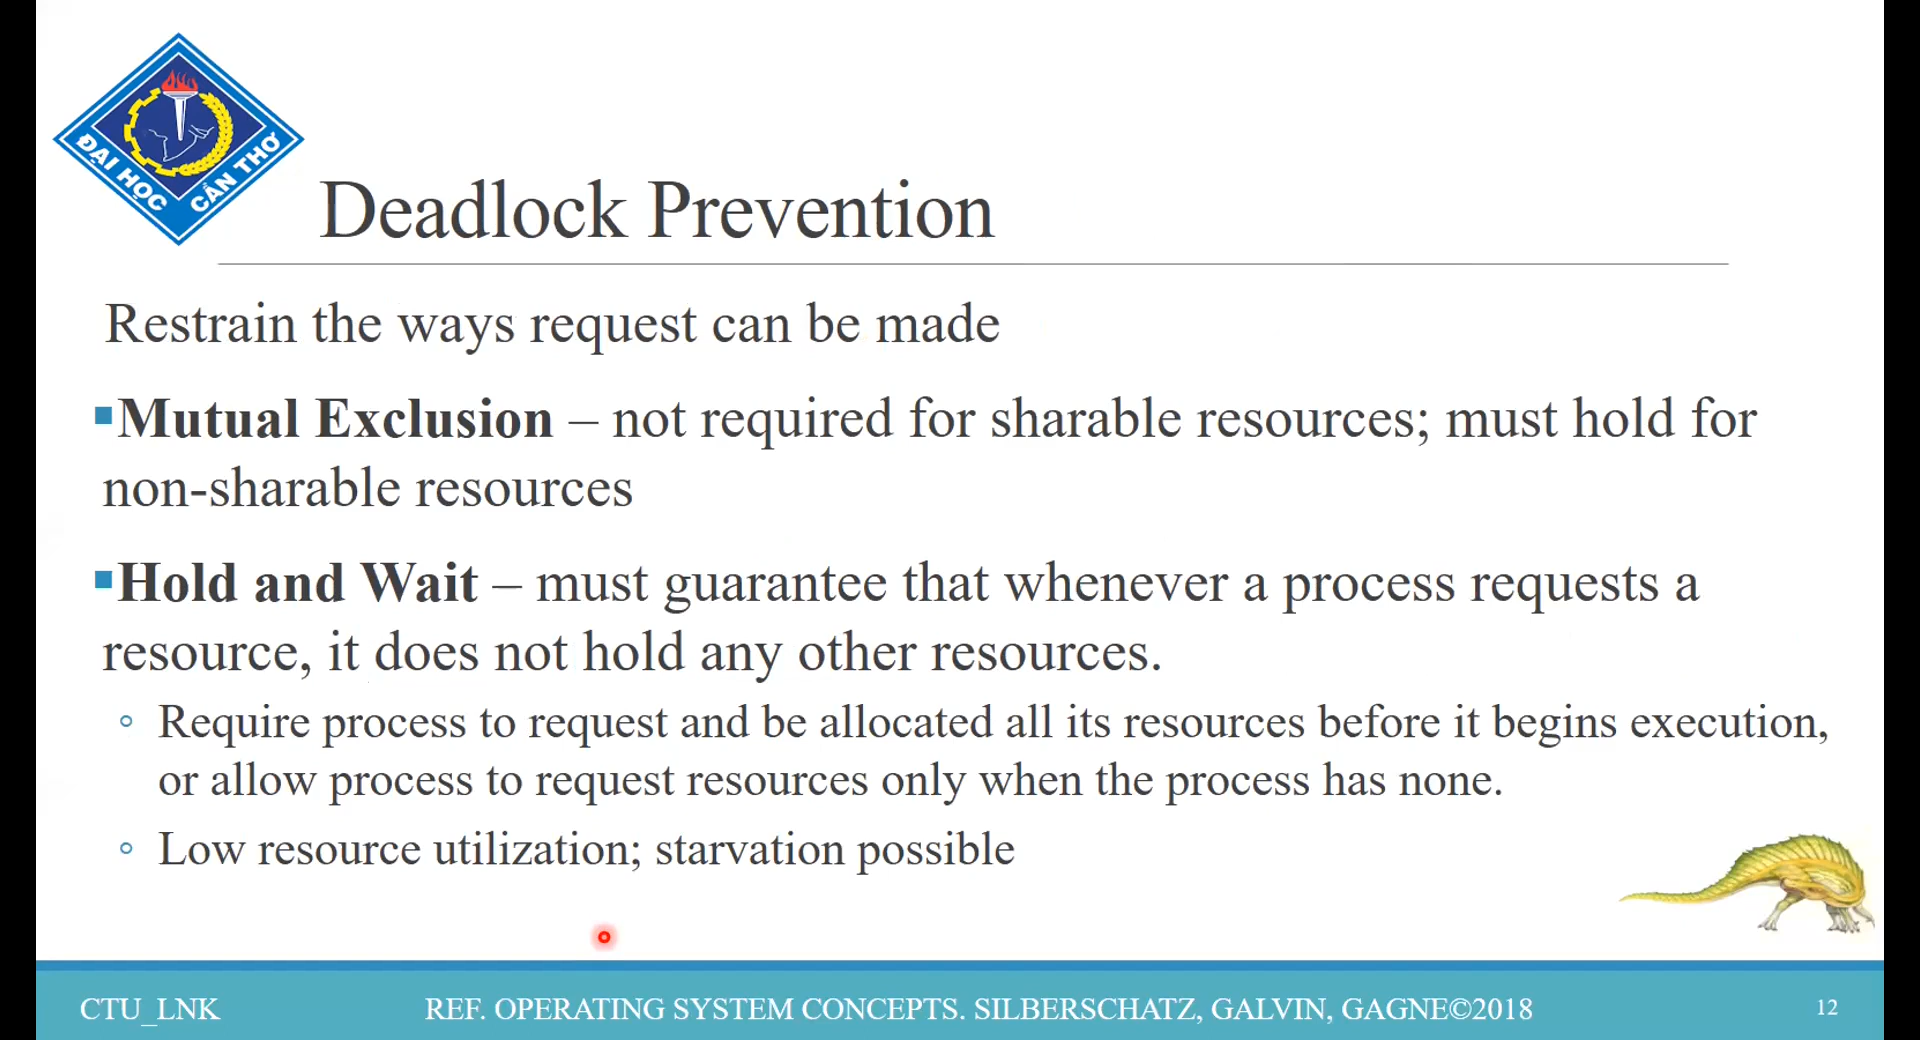 ĐẠI HỌC CẦN THƠ
Deadlock Prevention
Restrain the ways request can be made
Mutual Exclusion – not required for sharable resources; must hold for
non-sharable resources
Hold and Wait – must guarantee that whenever a process requests a
resource, it does not hold any other resources.
Require process to request and be allocated all its resources before it begins execution,
or allow process to request resources only when the process has none.
Low resource utilization; starvation possible
CTU_LNK
REF. OPERATING SYSTEM CONCEPTS. SILBERSCHATZ, GALVIN, GAGNE©2018
12